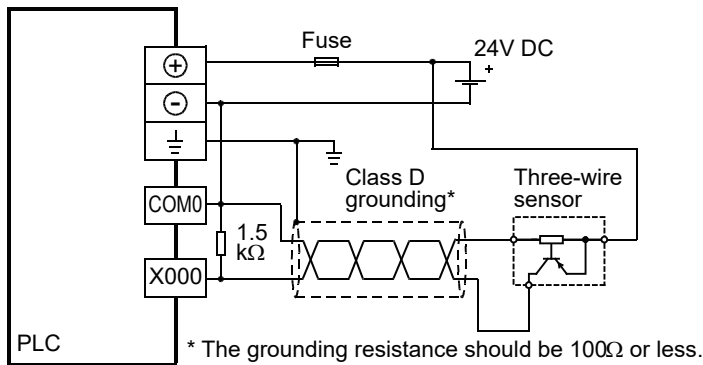 Fuse
24V DC
+
+
-
COM0
1.5
kΩ
X000
Class D
grounding*
Three-wire
sensor
PLC
* The grounding resistance should be 100Ω or less.